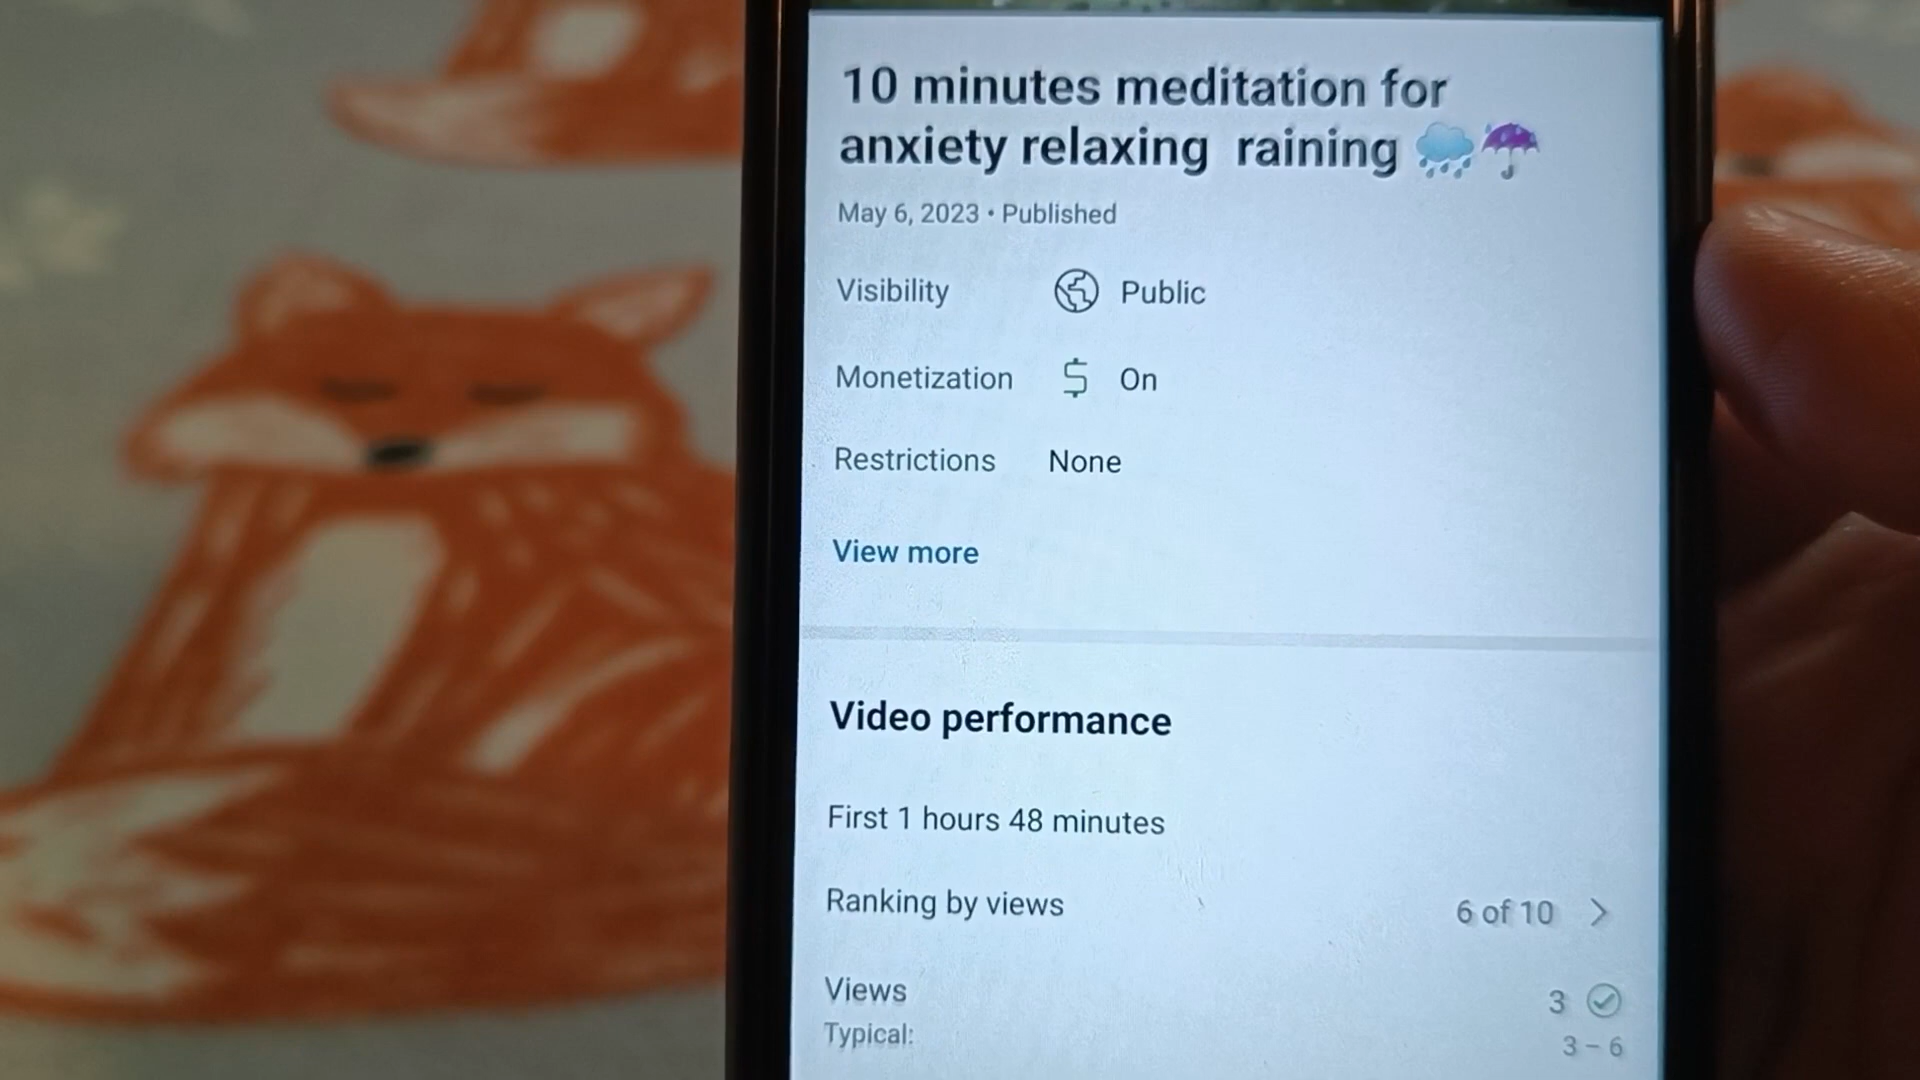 10 minutes meditation for
anxiety relaxing raining 🌧️☔
May 6, 2023 • Published
Visibility Public
Monetization $ On
Restrictions None
View more
Video performance
First 1 hours 48 minutes
Ranking by views 6 of 10 >
Views 3
Typical: 3 – 6